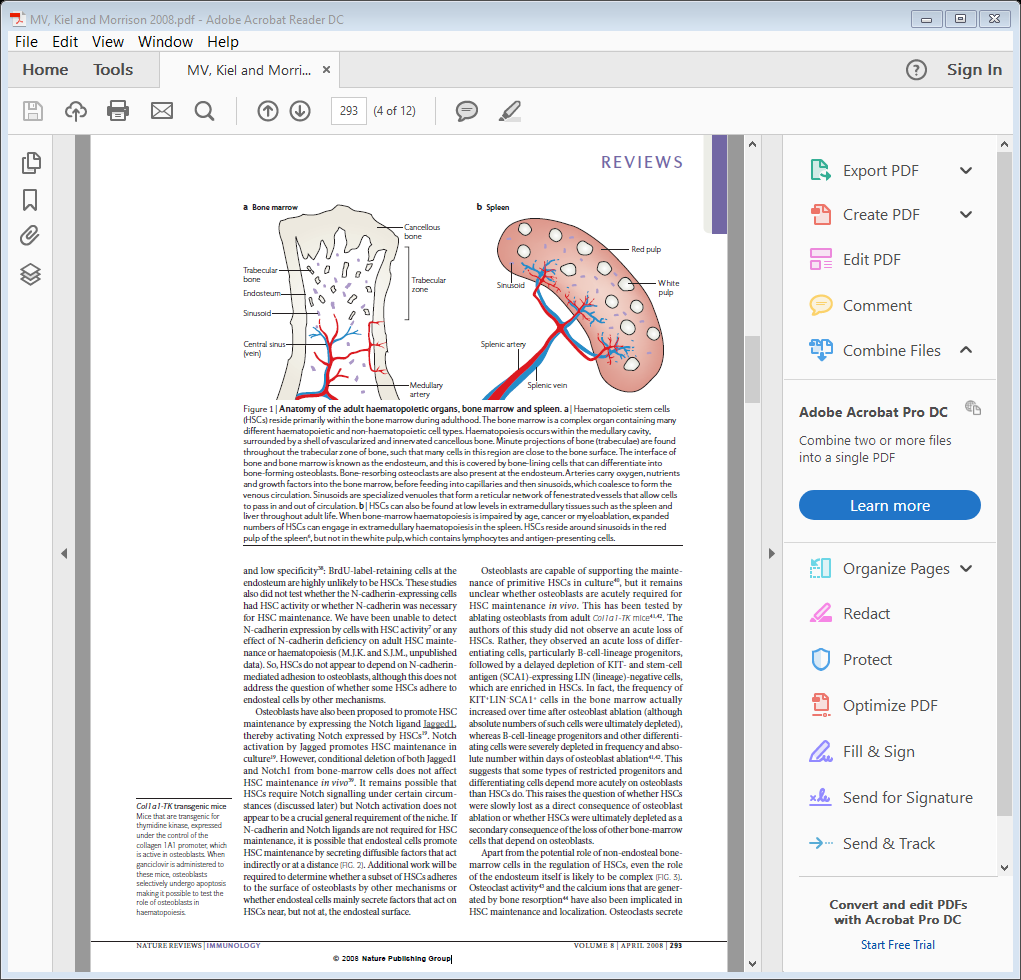 MV, Kiel and Morrison 2008.pdf - Adobe Acrobat Reader DC
File Edit View Window Help
Home Tools MV, Kiel and Morri... × ? Sign In
293 (4 of 12)
REVIEWS
a Bone marrow
Cancellous
bone
Trabecular
bone
Trabecular
zone
Endosteum
Sinusoid
Central sinus
(vein)
Medullary
artery
b Spleen
Red pulp
Sinusoid
White
pulp
Splenic artery
Splenic vein
Figure 1 | Anatomy of the adult haematopoietic organs, bone marrow and spleen. a | Haematopoietic stem cells
(HSCs) reside primarily within the bone marrow during adulthood. The bone marrow is a complex organ containing many
different haematopoietic and non-haematopoietic cell types. Haematopoiesis occurs within the medullary cavity,
surrounded by a shell of vascularized and innervated cancellous bone. Minute projections of bone (trabeculae) are found
throughout the trabecular zone of bone, such that many cells in this region are close to the bone surface. The interface of
bone and bone marrow is known as the endosteum, and this is covered by bone-lining cells that can differentiate into
bone-forming osteoblasts. Bone-resorbing osteoclasts are also present at the endosteum. Arteries carry oxygen, nutrients
and growth factors into the bone marrow, before feeding into capillaries and then sinusoids, which coalesce to form the
venous circulation. Sinusoids are specialized venuoles that form a reticular network of fenestrated vessels that allow cells
to pass in and out of circulation. b | HSCs can also be found at low levels in extramedullary tissues such as the spleen and
liver throughout adult life. When bone-marrow haematopoiesis is impaired by age, cancer or myeloablation, expanded
numbers of HSCs can engage in extramedullary haematopoiesis in the spleen. HSCs reside around sinusoids in the red
pulp of the spleen⁶, but not in the white pulp, which contains lymphocytes and antigen-presenting cells.
and low specificity³⁸: BrdU-label-retaining cells at the
endosteum are highly unlikely to be HSCs. These studies
also did not test whether the N-cadherin-expressing cells
had HSC activity or whether N-cadherin was necessary
for HSC maintenance. We have been unable to detect
N-cadherin expression by cells with HSC activity⁷ or any
effect of N-cadherin deficiency on adult HSC mainte-
nance or haematopoiesis (M.J.K. and S.J.M., unpublished
data). So, HSCs do not appear to depend on N-cadherin-
mediated adhesion to osteoblasts, although this does not
address the question of whether some HSCs adhere to
endosteal cells by other mechanisms.
Osteoblasts have also been proposed to promote HSC
maintenance by expressing the Notch ligand Jagged1,
thereby activating Notch expressed by HSCs¹⁹. Notch
activation by Jagged promotes HSC maintenance in
culture¹⁹. However, conditional deletion of both Jagged1
and Notch1 from bone-marrow cells does not affect
HSC maintenance in vivo³⁹. It remains possible that
HSCs require Notch signalling under certain circum-
stances (discussed later) but Notch activation does not
appear to be a crucial general requirement of the niche. If
N-cadherin and Notch ligands are not required for HSC
maintenance, it is possible that endosteal cells promote
HSC maintenance by secreting diffusible factors that act
indirectly or at a distance (FIG. 2). Additional work will be
required to determine whether a subset of HSCs adheres
to the surface of osteoblasts by other mechanisms or
whether endosteal cells mainly secrete factors that act on
HSCs near, but not at, the endosteal surface.
Osteoblasts are capable of supporting the mainte-
nance of primitive HSCs in culture⁴⁰, but it remains
unclear whether osteoblasts are acutely required for
HSC maintenance in vivo. This has been tested by
ablating osteoblasts from adult Col1a1-TK mice⁴¹,⁴². The
authors of this study did not observe an acute loss of
HSCs. Rather, they observed an acute loss of differ-
entiating cells, particularly B-cell-lineage progenitors,
followed by a delayed depletion of KIT- and stem-cell
antigen (SCA1)-expressing LIN (lineage)-negative cells,
which are enriched in HSCs. In fact, the frequency of
KIT⁺LIN⁻SCA1⁺ cells in the bone marrow actually
increased over time after osteoblast ablation (although
absolute numbers of such cells were ultimately depleted),
whereas B-cell-lineage progenitors and other differenti-
ating cells were severely depleted in frequency and abso-
lute number within days of osteoblast ablation⁴¹,⁴². This
suggests that some types of restricted progenitors and
differentiating cells depend more acutely on osteoblasts
than HSCs do. This raises the question of whether HSCs
were slowly lost as a direct consequence of osteoblast
ablation or whether HSCs were ultimately depleted as a
secondary consequence of the loss of other bone-marrow
cells that depend on osteoblasts.
Apart from the potential role of non-endosteal bone-
marrow cells in the regulation of HSCs, even the role
of the endosteum itself is likely to be complex (FIG. 3).
Osteoclast activity⁴³ and the calcium ions that are gener-
ated by bone resorption⁴⁴ have also been implicated in
HSC maintenance and localization. Osteoclasts secrete
Col1a1-TK transgenic mice
Mice that are transgenic for
thymidine kinase, expressed
under the control of the
collagen 1A1 promoter, which
is active in osteoblasts. When
ganciclovir is administered to
these mice, osteoblasts
selectively undergo apoptosis
making it possible to test the
role of osteoblasts in
haematopoiesis.
NATURE REVIEWS | IMMUNOLOGY VOLUME 8 | APRIL 2008 | 293
© 2008 Nature Publishing Group
Export PDF
Create PDF
Edit PDF
Comment
Combine Files
Adobe Acrobat Pro DC
Combine two or more files
into a single PDF
Learn more
Organize Pages
Redact
Protect
Optimize PDF
Fill & Sign
Send for Signature
Send & Track
Convert and edit PDFs
with Acrobat Pro DC
Start Free Trial